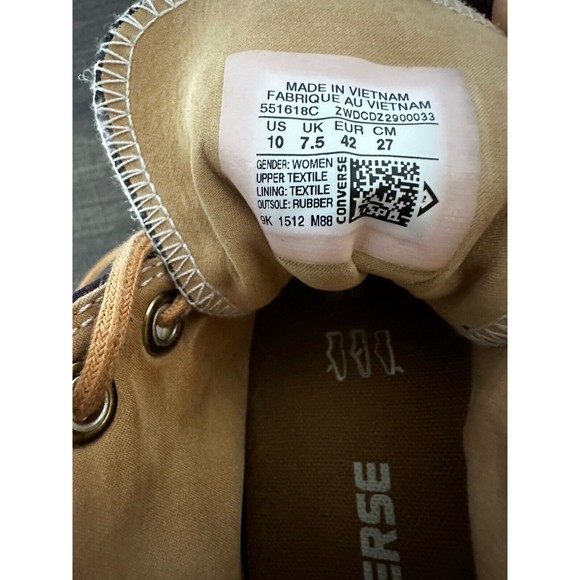 MADE IN VIETNAM
FABRIQUE AU VIETNAM
551618C ZWDCDZ2900033
US UK EUR CM
10 7.5 42 27
GENDER: WOMEN
UPPER: TEXTILE
LINING: TEXTILE
OUTSOLE: RUBBER
9K 1512 M88
CONVERSE
ERSE